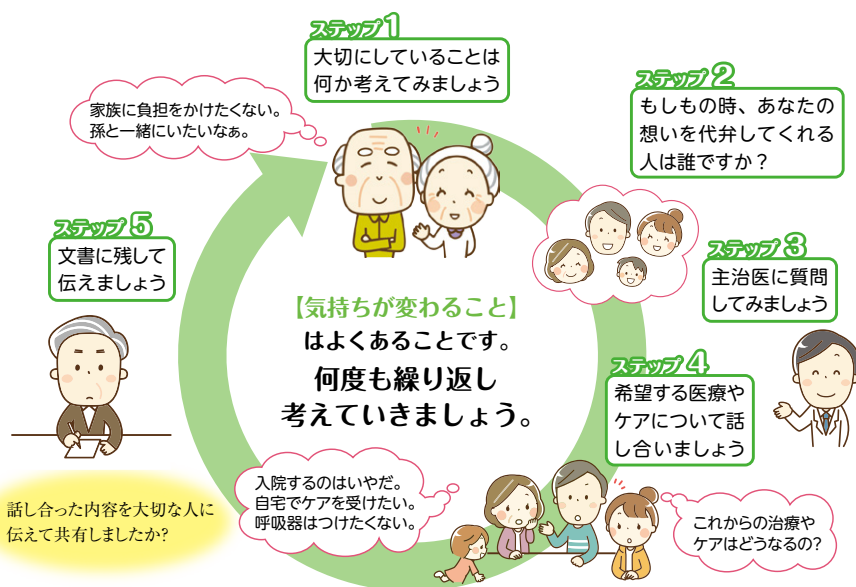 ステップ1
大切にしていることは
何か考えてみましょう
家族に負担をかけたくない。
孫と一緒にいたいなぁ。
ステップ2
もしもの時、あなたの
想いを代弁してくれる
人は誰ですか？
ステップ3
主治医に質問
してみましょう
ステップ4
希望する医療や
ケアについて話
し合いましょう
入院するのはいやだ。
自宅でケアを受けたい。
呼吸器はつけたくない。
これからの治療や
ケアはどうなるの?
ステップ5
文書に残して
伝えましょう
話し合った内容を大切な人に
伝えて共有しましたか?
【気持ちが変わること】
はよくあることです。
何度も繰り返し
考えていきましょう。